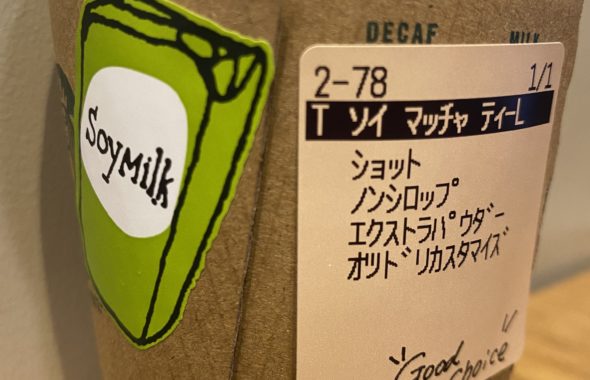 SoyMilk
DECAF
MILK
2-78 1/1
T ソイ マッチャ ティーL
ショット
ノンシロップ
エクストラパウダー
オリドリカスタマイズ
Good
Choice